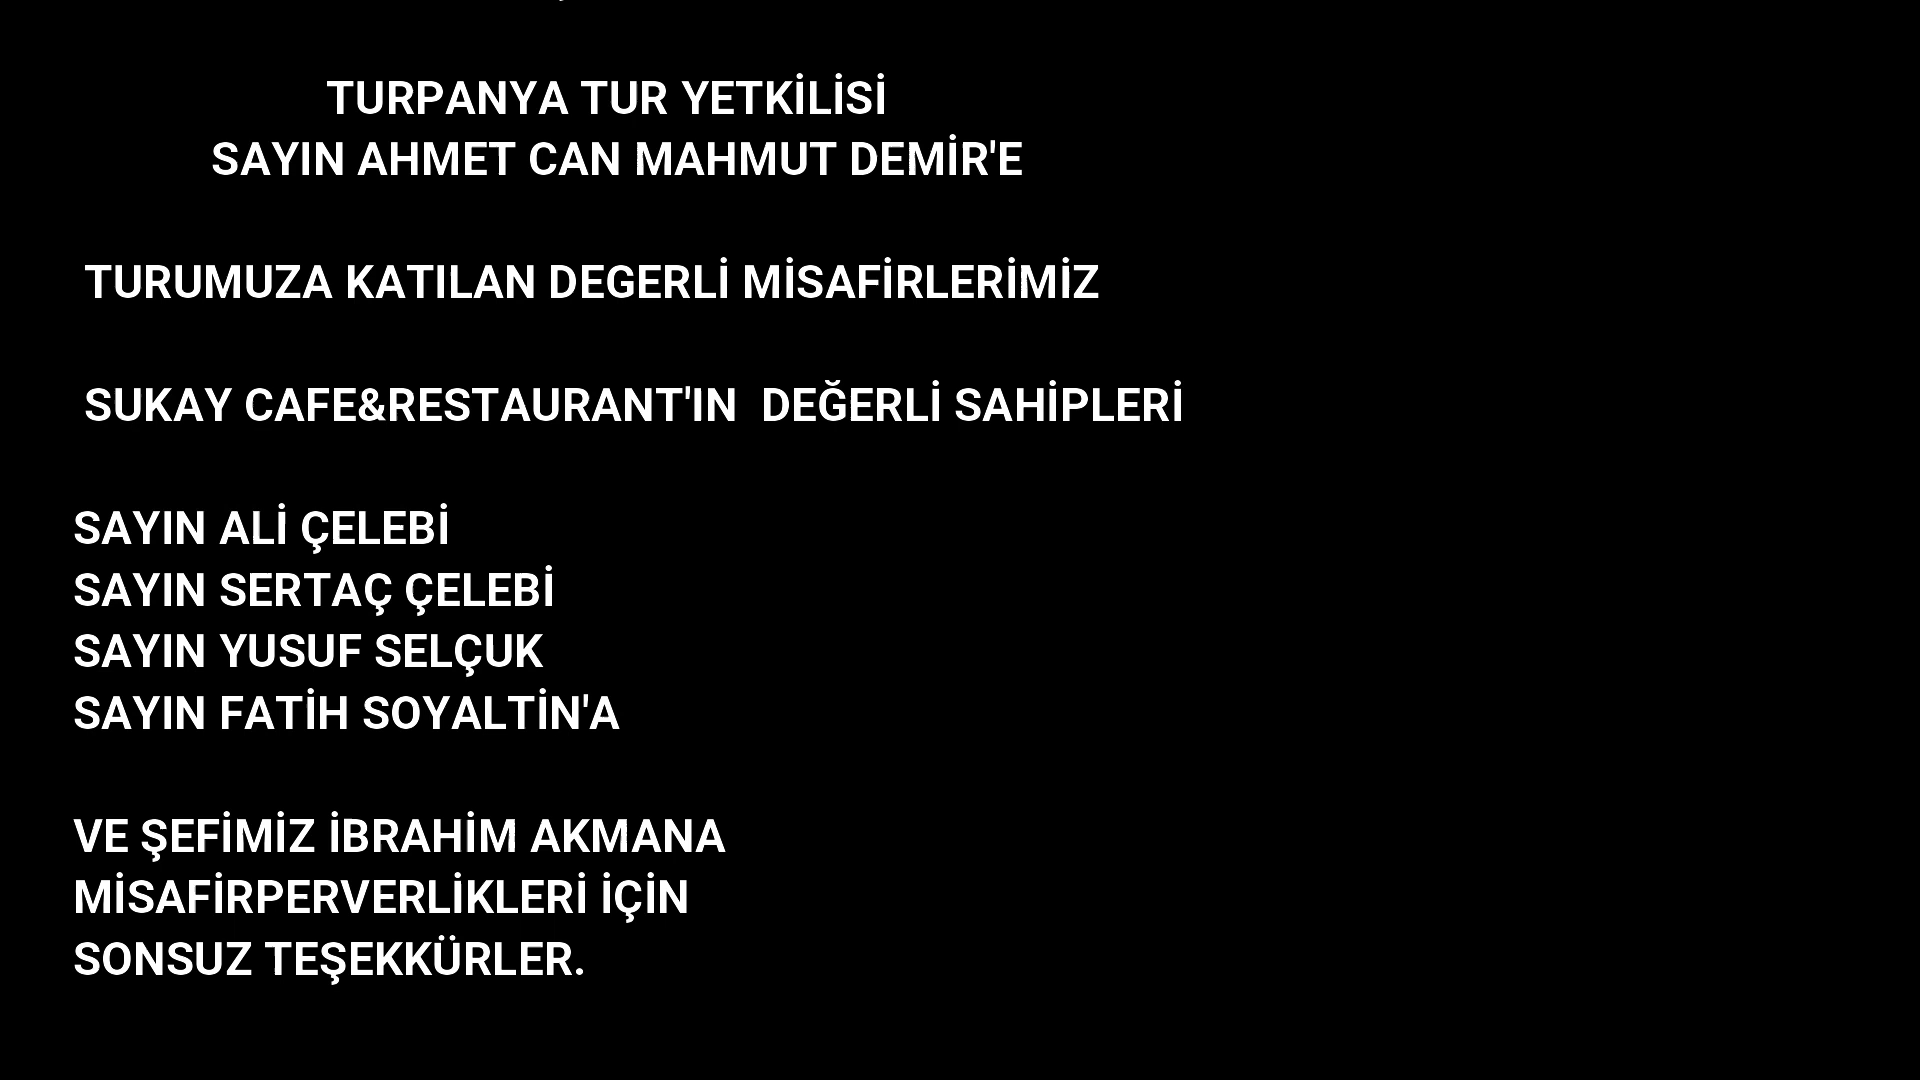 TURPANYA TUR YETKİLİSİ
SAYIN AHMET CAN MAHMUT DEMİR'E
TURUMUZA KATILAN DEGERLİ MİSAFİRLERİMİZ
SUKAY CAFE&RESTAURANT'IN  DEĞERLİ SAHİPLERİ
SAYIN ALİ ÇELEBİ
SAYIN SERTAÇ ÇELEBİ
SAYIN YUSUF SELÇUK
SAYIN FATİH SOYALTİN'A
VE ŞEFİMİZ İBRAHİM AKMANA
MİSAFİRPERVERLİKLERİ İÇİN
SONSUZ TEŞEKKÜRLER.